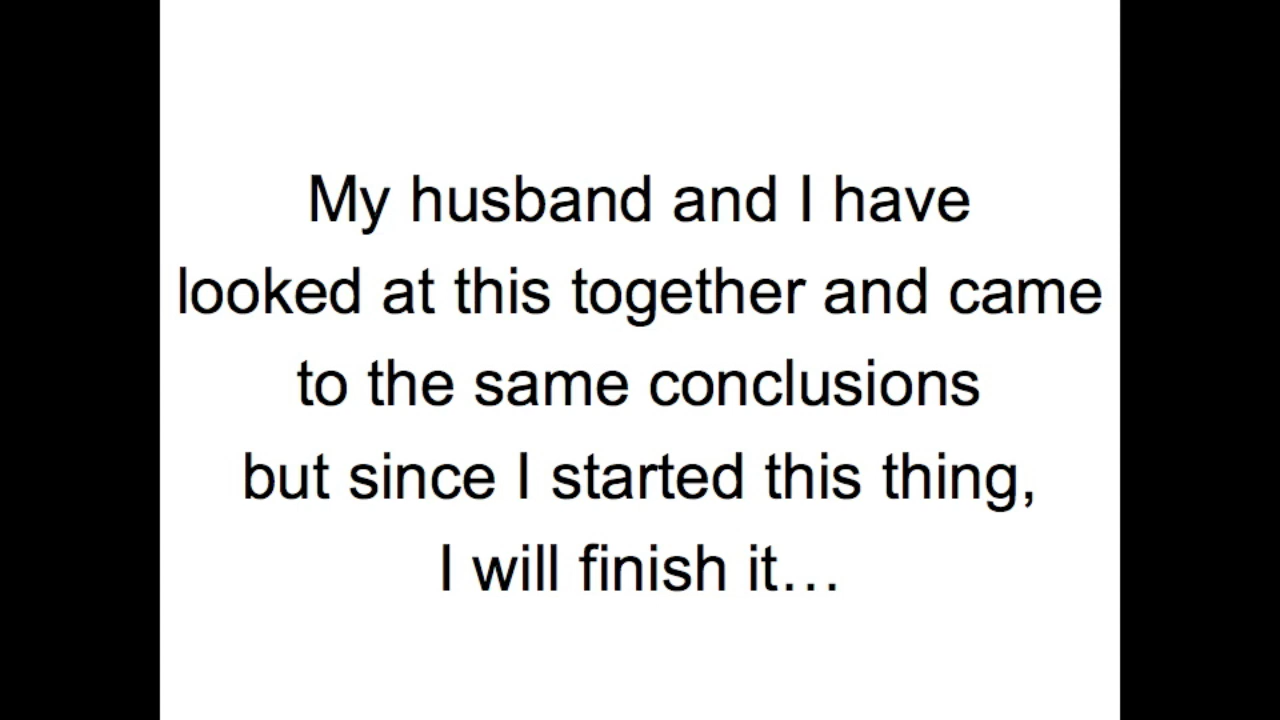 My husband and I have
looked at this together and came
to the same conclusions
but since I started this thing,
I will finish it…